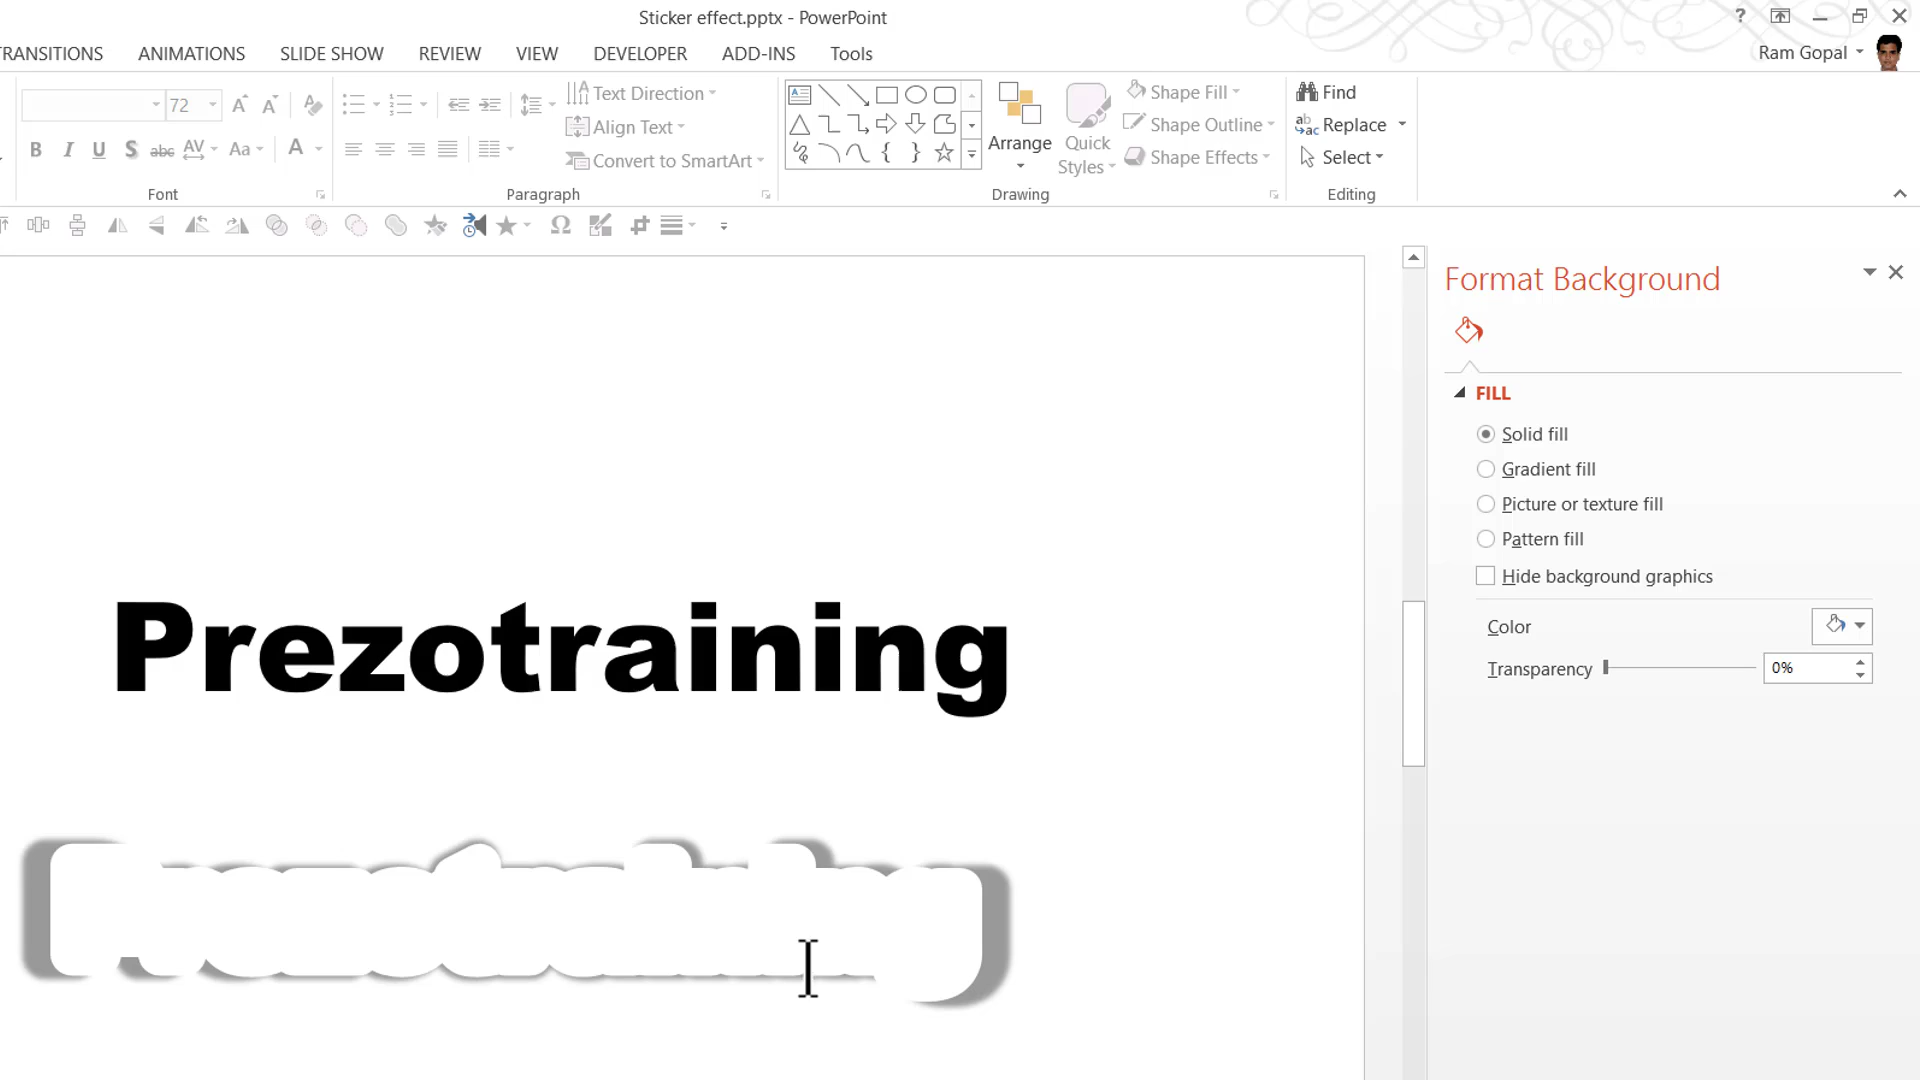 Sticker effect.pptx - PowerPoint
?
RANSITIONS ANIMATIONS SLIDE SHOW REVIEW VIEW DEVELOPER ADD-INS Tools
Ram Gopal
72 A A
Text Direction
Shape Fill
Find
B I U S abc AV Aa A
Align Text
Arrange
Quick Styles
Shape Outline
Replace
Convert to SmartArt
Shape Effects
Select
Font Paragraph Drawing Editing
Ω
Format Background
FILL
Solid fill
Gradient fill
Picture or texture fill
Pattern fill
Hide background graphics
Color
Transparency 0%
Prezotraining